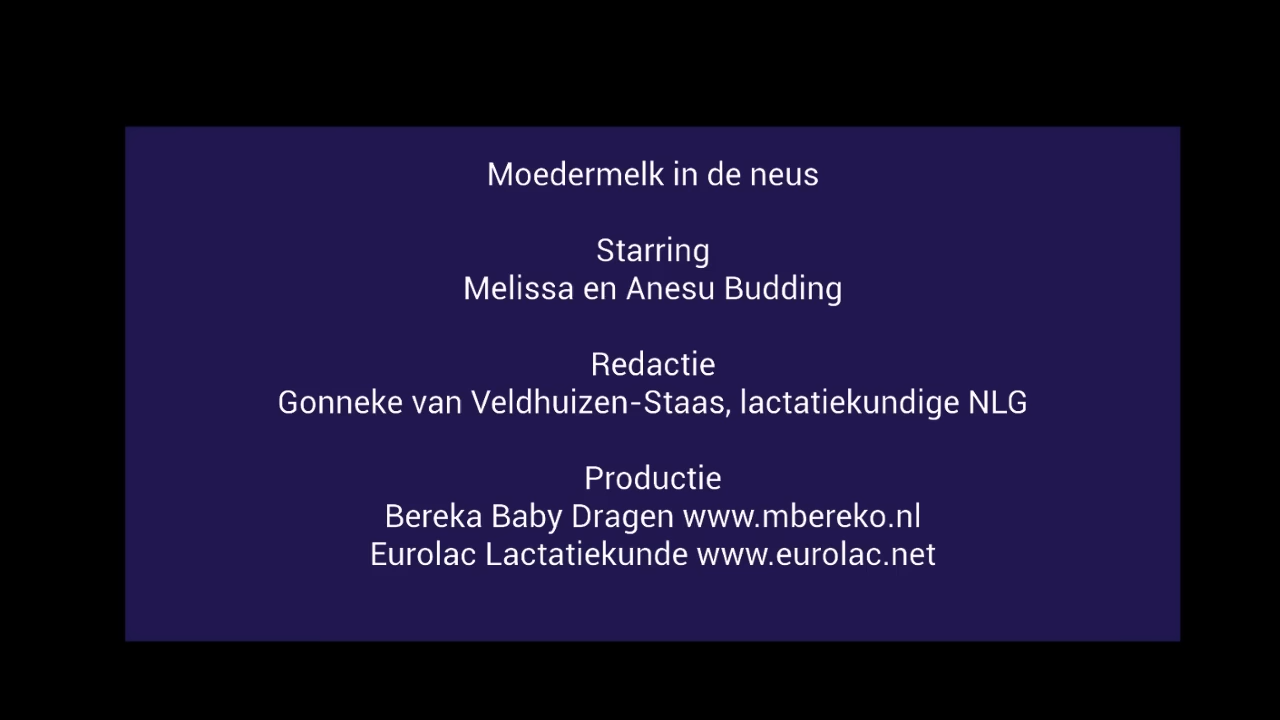 Moedermelk in de neus
Starring
Melissa en Anesu Budding
Redactie
Gonneke van Veldhuizen-Staas, lactatiekundige NLG
Productie
Bereka Baby Dragen www.mbereko.nl
Eurolac Lactatiekunde www.eurolac.net